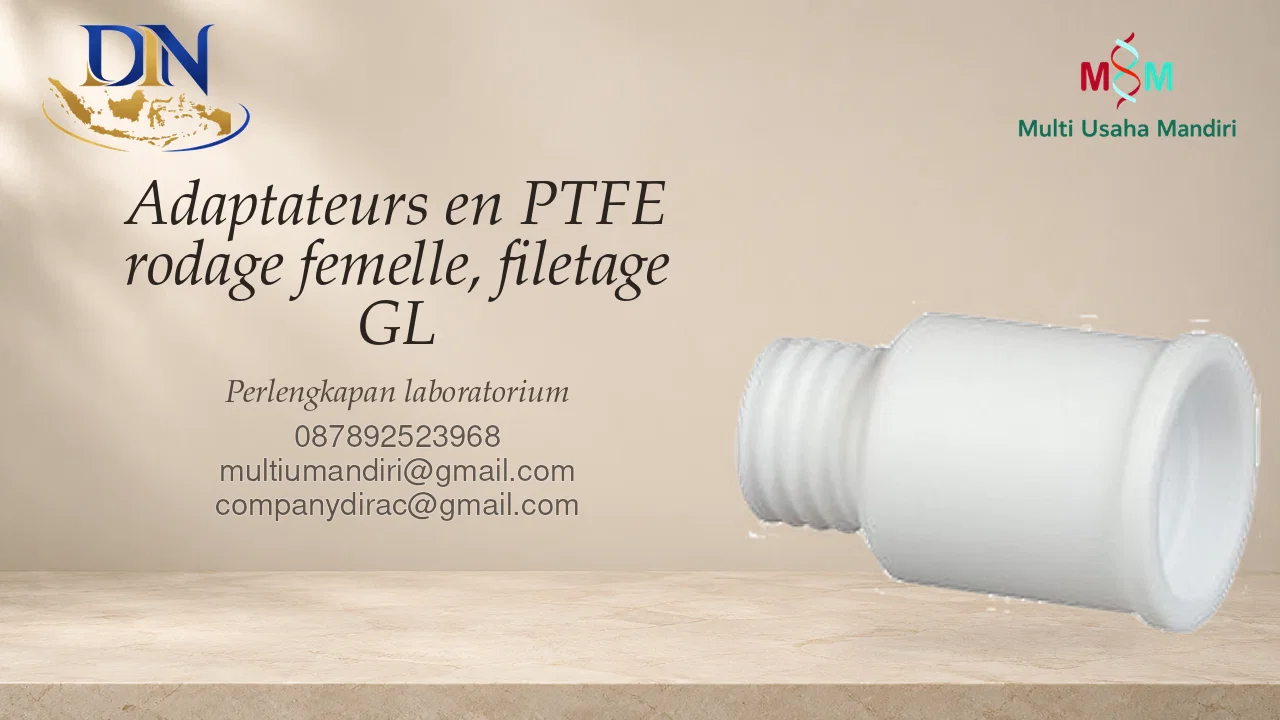 DIN
M M
Multi Usaha Mandiri
Adaptateurs en PTFE
rodage femelle, filetage
GL
Perlengkapan laboratorium
087892523968
multiumandiri@gmail.com
companydirac@gmail.com